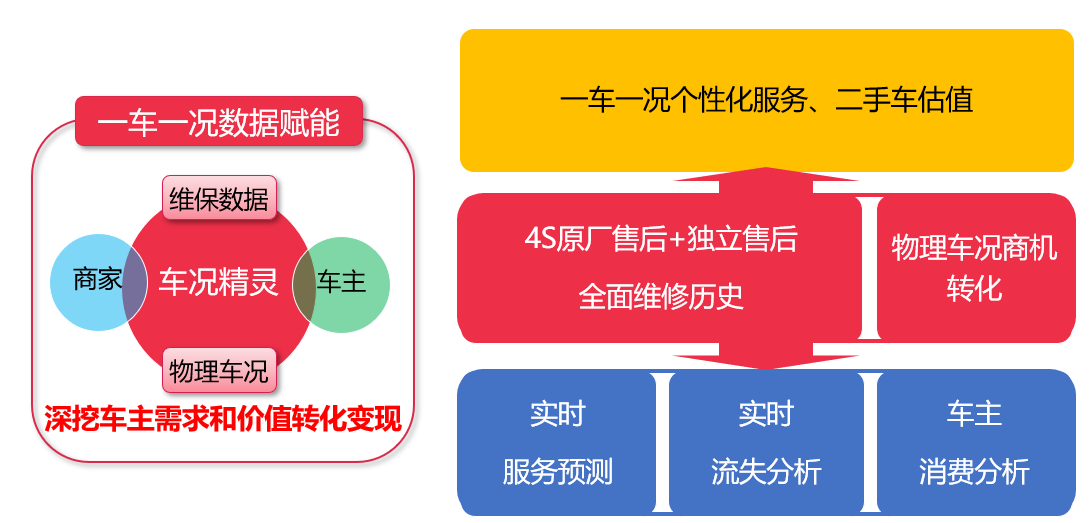 一车一况数据赋能
维保数据
商家
车况精灵
车主
物理车况
深挖车主需求和价值转化变现
一车一况个性化服务、二手车估值
4S原厂售后+独立售后
全面维修历史
物理车况商机
转化
实时
服务预测
实时
流失分析
车主
消费分析